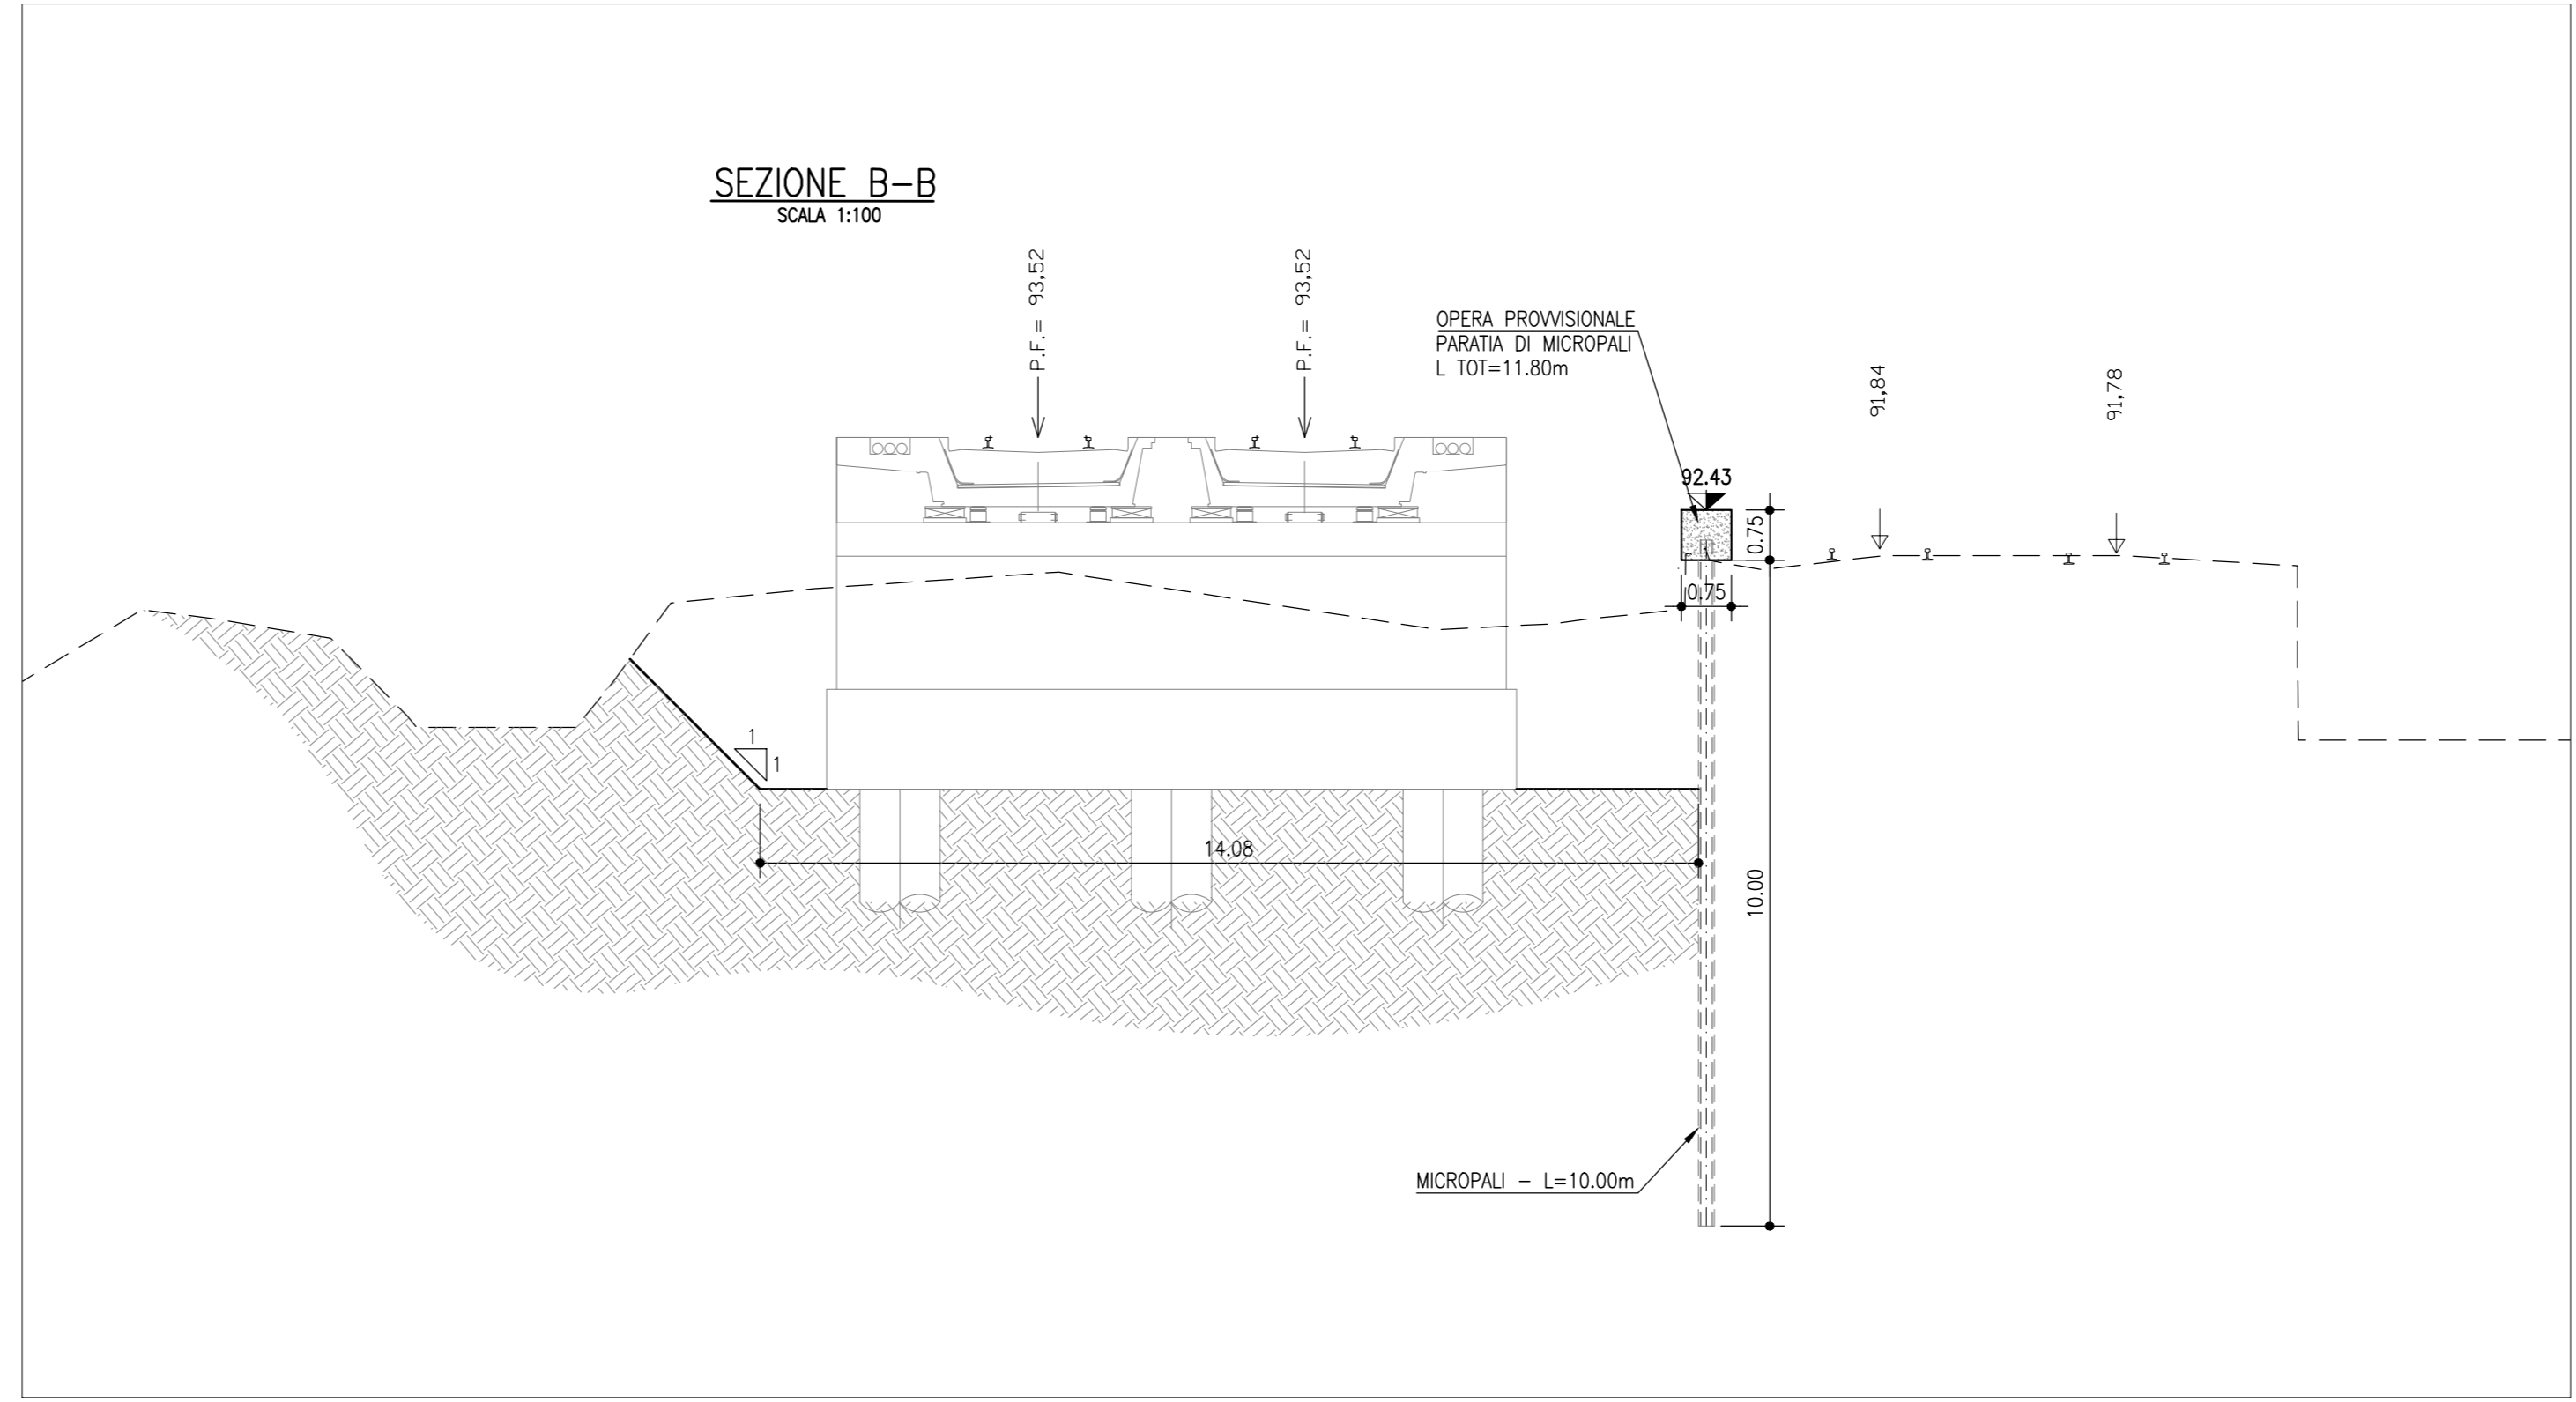 SEZIONE B-B
SCALA 1:100
P.F.= 93,52
P.F.= 93,52
OPERA PROVVISIONALE
PARATIA DI MICROPALI
L TOT=11.80m
91,84
91,78
92.43
0.75
0.75
1
1
14.08
10.00
MICROPALI - L=10.00m